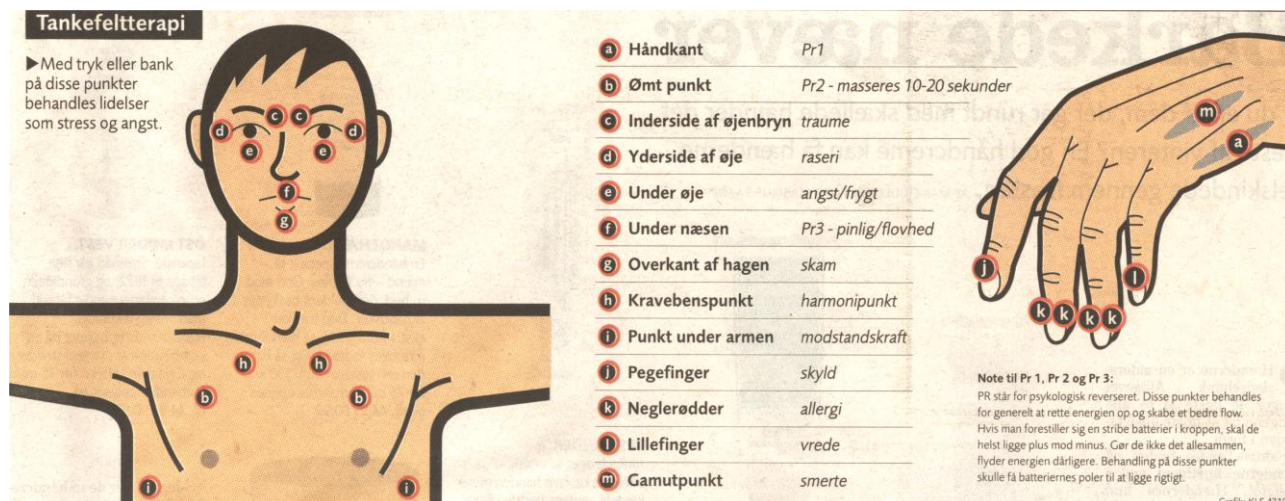 Tankefeltterapi
▶Med tryk eller bank
på disse punkter
behandles lidelser
som stress og angst.
c c
d d
e e
f
g
h h
b b
i i
a Håndkant Pr1
b Ømt punkt Pr2 - masseres 10-20 sekunder
c Inderside af øjenbryn traume
d Yderside af øje raseri
e Under øje angst/frygt
f Under næsen Pr3 - pinlig/flovhed
g Overkant af hagen skam
h Kravebenspunkt harmonipunkt
i Punkt under armen modstandskraft
j Pegefinger skyld
k Neglerødder allergi
l Lillefinger vrede
m Gamutpunkt smerte
m
a
j
l
k k k k
Note til Pr 1, Pr 2 og Pr 3:
PR står for psykologisk reverseret. Disse punkter behandles
for generelt at rette energien op og skabe et bedre flow.
Hvis man forestiller sig en stribe batterier i kroppen, skal de
helst ligge plus mod minus. Gør de ikke det allesammen,
flyder energien dårligere. Behandling på disse punkter
skulle få batteriernes poler til at ligge rigtigt.